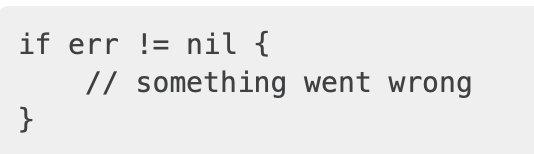 if err != nil {
    // something went wrong
}